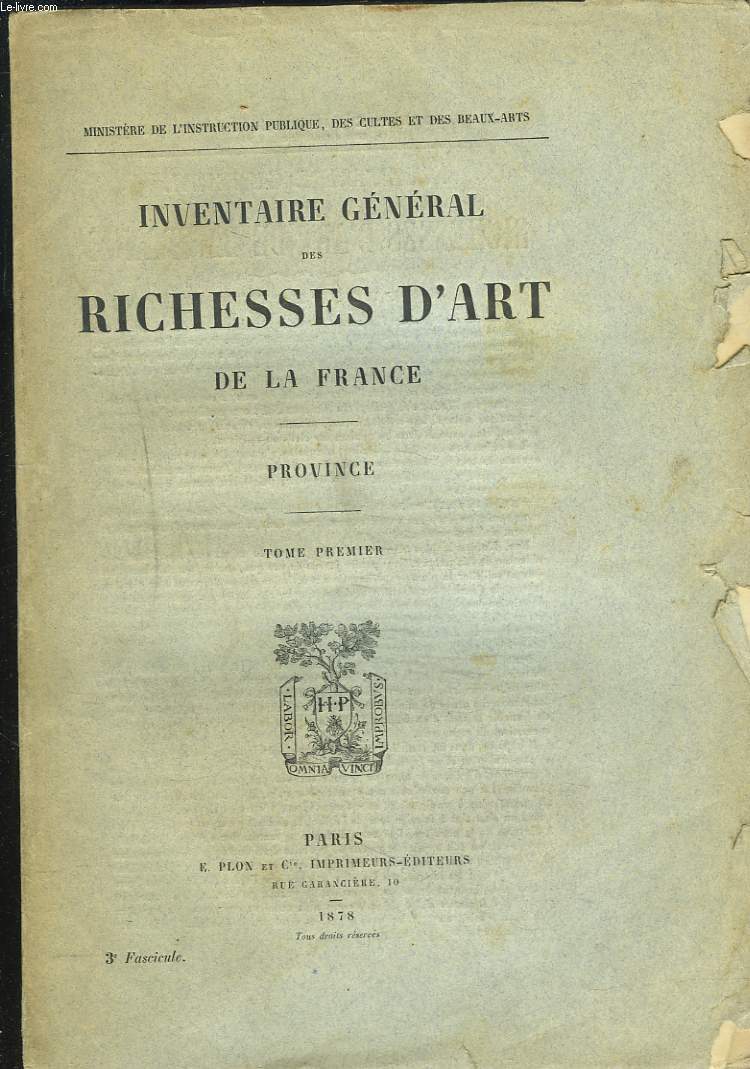 Le-livre.com
MINISTÈRE DE L'INSTRUCTION PUBLIQUE, DES CULTES ET DES BEAUX-ARTS
INVENTAIRE GÉNÉRAL
DES
RICHESSES D'ART
DE LA FRANCE
PROVINCE
TOME PREMIER
H·P
·LABOR·
IMPROBVS·
OMNIA VINCIT
PARIS
E. PLON ET Cie, IMPRIMEURS-ÉDITEURS
RUE GARANCIÈRE, 10
1878
Tous droits réservés
3e Fascicule.